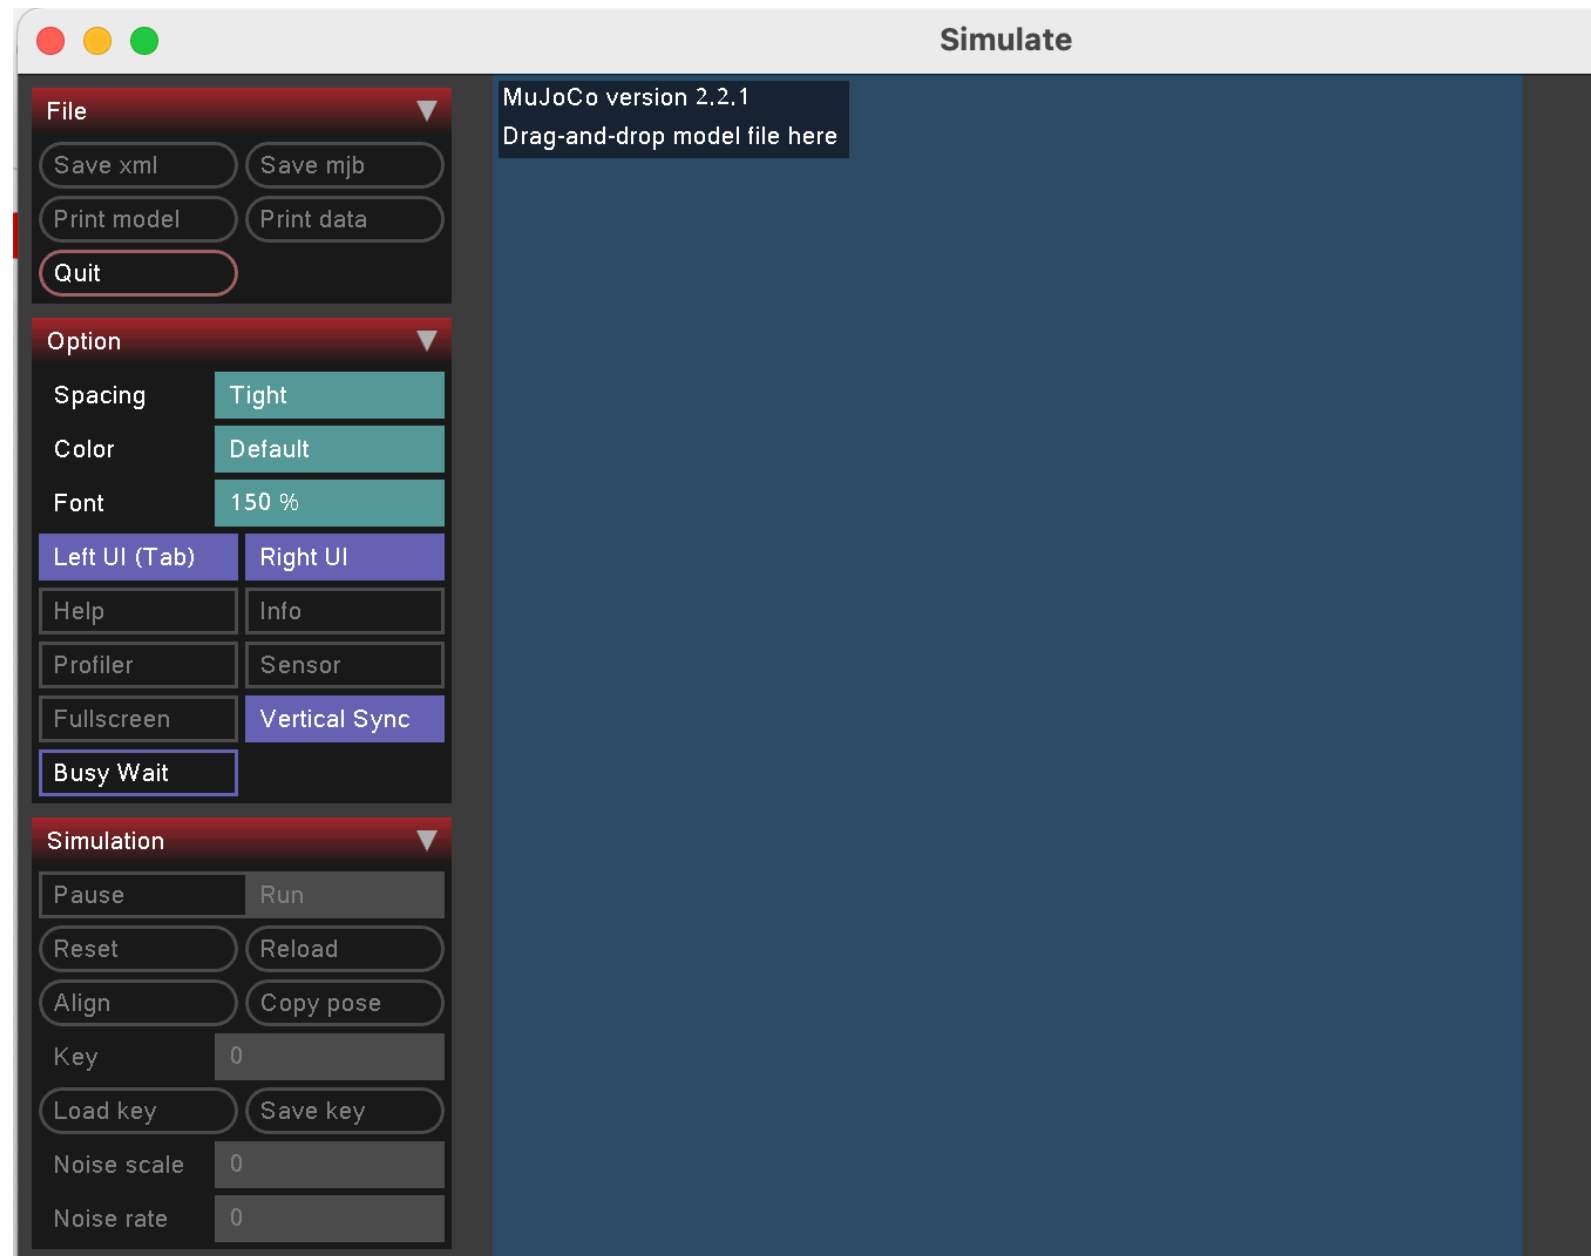 Simulate
File
Save xml Save mjb
Print model Print data
Quit
Option
Spacing Tight
Color Default
Font 150 %
Left UI (Tab) Right UI
Help Info
Profiler Sensor
Fullscreen Vertical Sync
Busy Wait
Simulation
Pause Run
Reset Reload
Align Copy pose
Key 0
Load key Save key
Noise scale 0
Noise rate 0
MuJoCo version 2.2.1
Drag-and-drop model file here